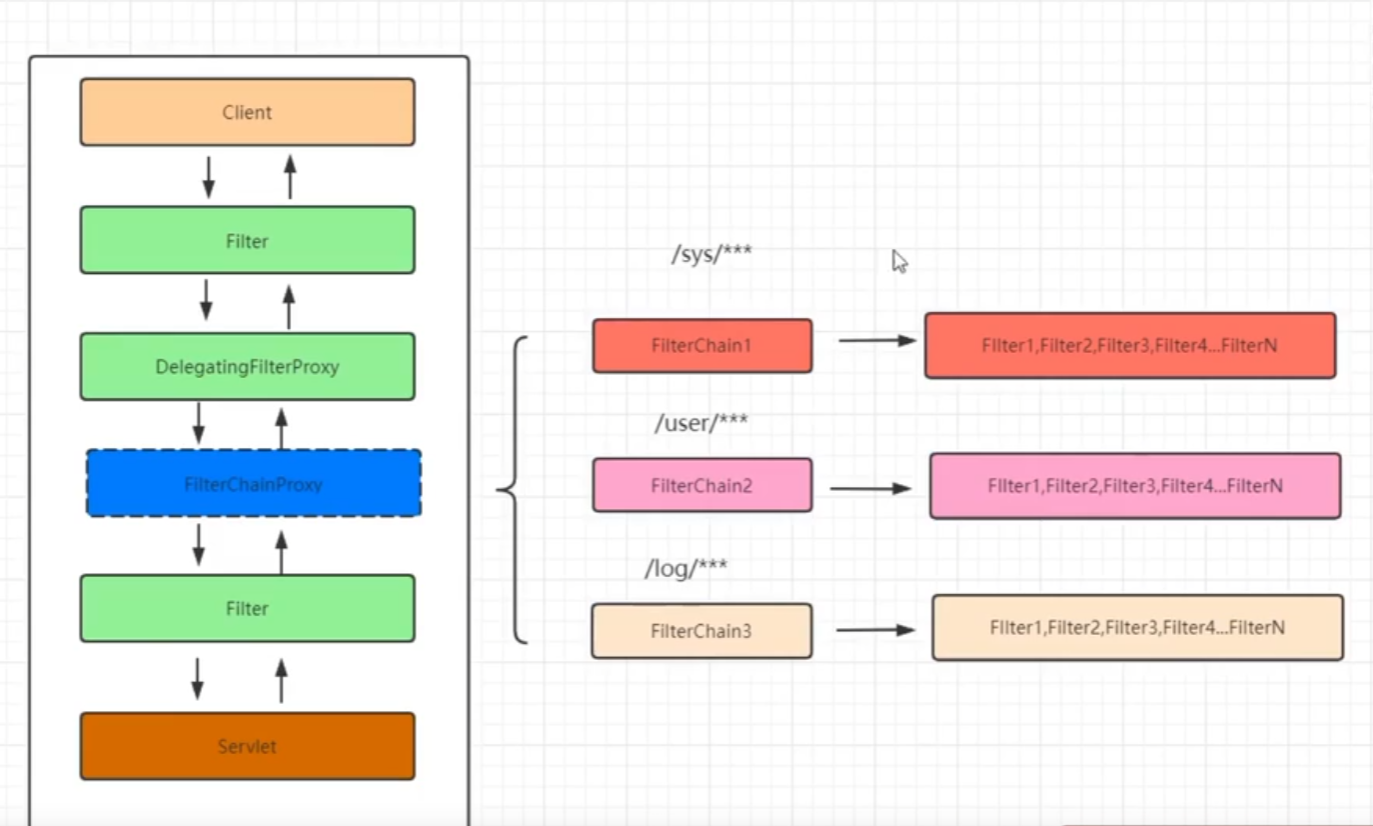 Client
Filter
DelegatingFilterProxy
FilterChainProxy
Filter
Servlet
/sys/***
FilterChain1
FIlter1,Filter2,Filter3,Filter4...FilterN
/user/***
FilterChain2
FIlter1,Filter2,Filter3,Filter4...FilterN
/log/***
FilterChain3
FIlter1,Filter2,Filter3,Filter4...FilterN